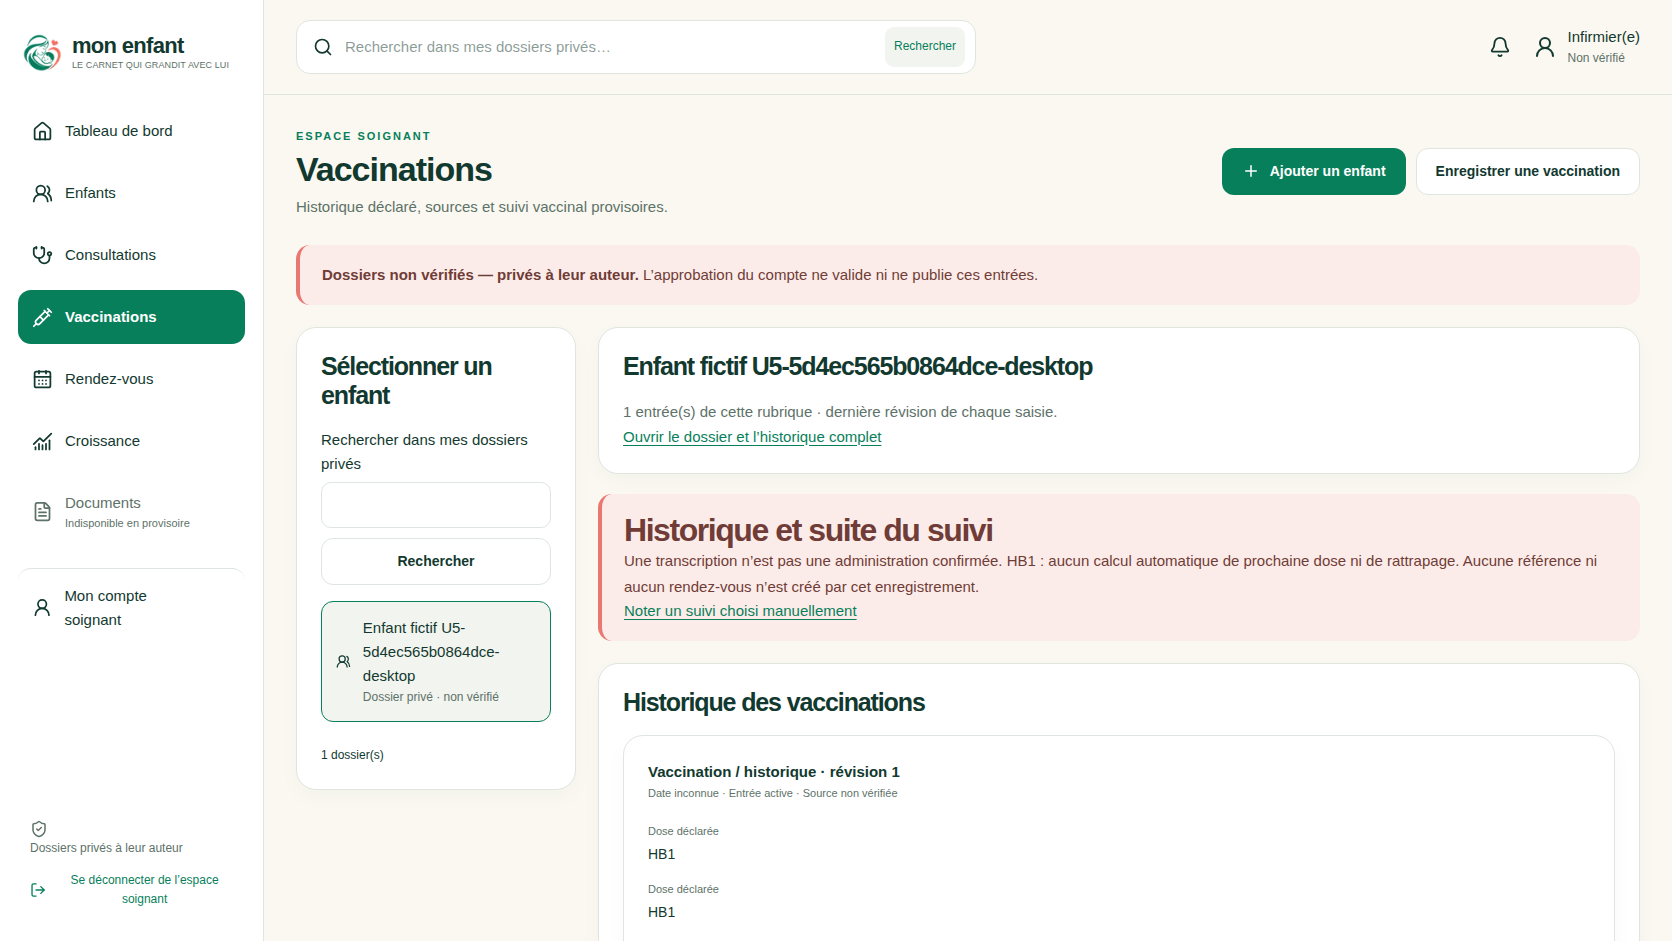 mon enfant
LE CARNET QUI GRANDIT AVEC LUI
Tableau de bord
Enfants
Consultations
Vaccinations
Rendez-vous
Croissance
Documents
Indisponible en provisoire
Mon compte
soignant
Dossiers privés à leur auteur
Se déconnecter de l’espace
soignant
Rechercher dans mes dossiers privés…
Rechercher
Infirmier(e)
Non vérifié
ESPACE SOIGNANT
Vaccinations
Historique déclaré, sources et suivi vaccinal provisoires.
Ajouter un enfant
Enregistrer une vaccination
Dossiers non vérifiés — privés à leur auteur. L’approbation du compte ne valide ni ne publie ces entrées.
Sélectionner un
enfant
Rechercher dans mes dossiers
privés
Rechercher
Enfant fictif U5-
5d4ec565b0864dce-
desktop
Dossier privé · non vérifié
1 dossier(s)
Enfant fictif U5-5d4ec565b0864dce-desktop
1 entrée(s) de cette rubrique · dernière révision de chaque saisie.
Ouvrir le dossier et l’historique complet
Historique et suite du suivi
Une transcription n’est pas une administration confirmée. HB1 : aucun calcul automatique de prochaine dose ni de rattrapage. Aucune référence ni
aucun rendez-vous n’est créé par cet enregistrement.
Noter un suivi choisi manuellement
Historique des vaccinations
Vaccination / historique · révision 1
Date inconnue · Entrée active · Source non vérifiée
Dose déclarée
HB1
Dose déclarée
HB1